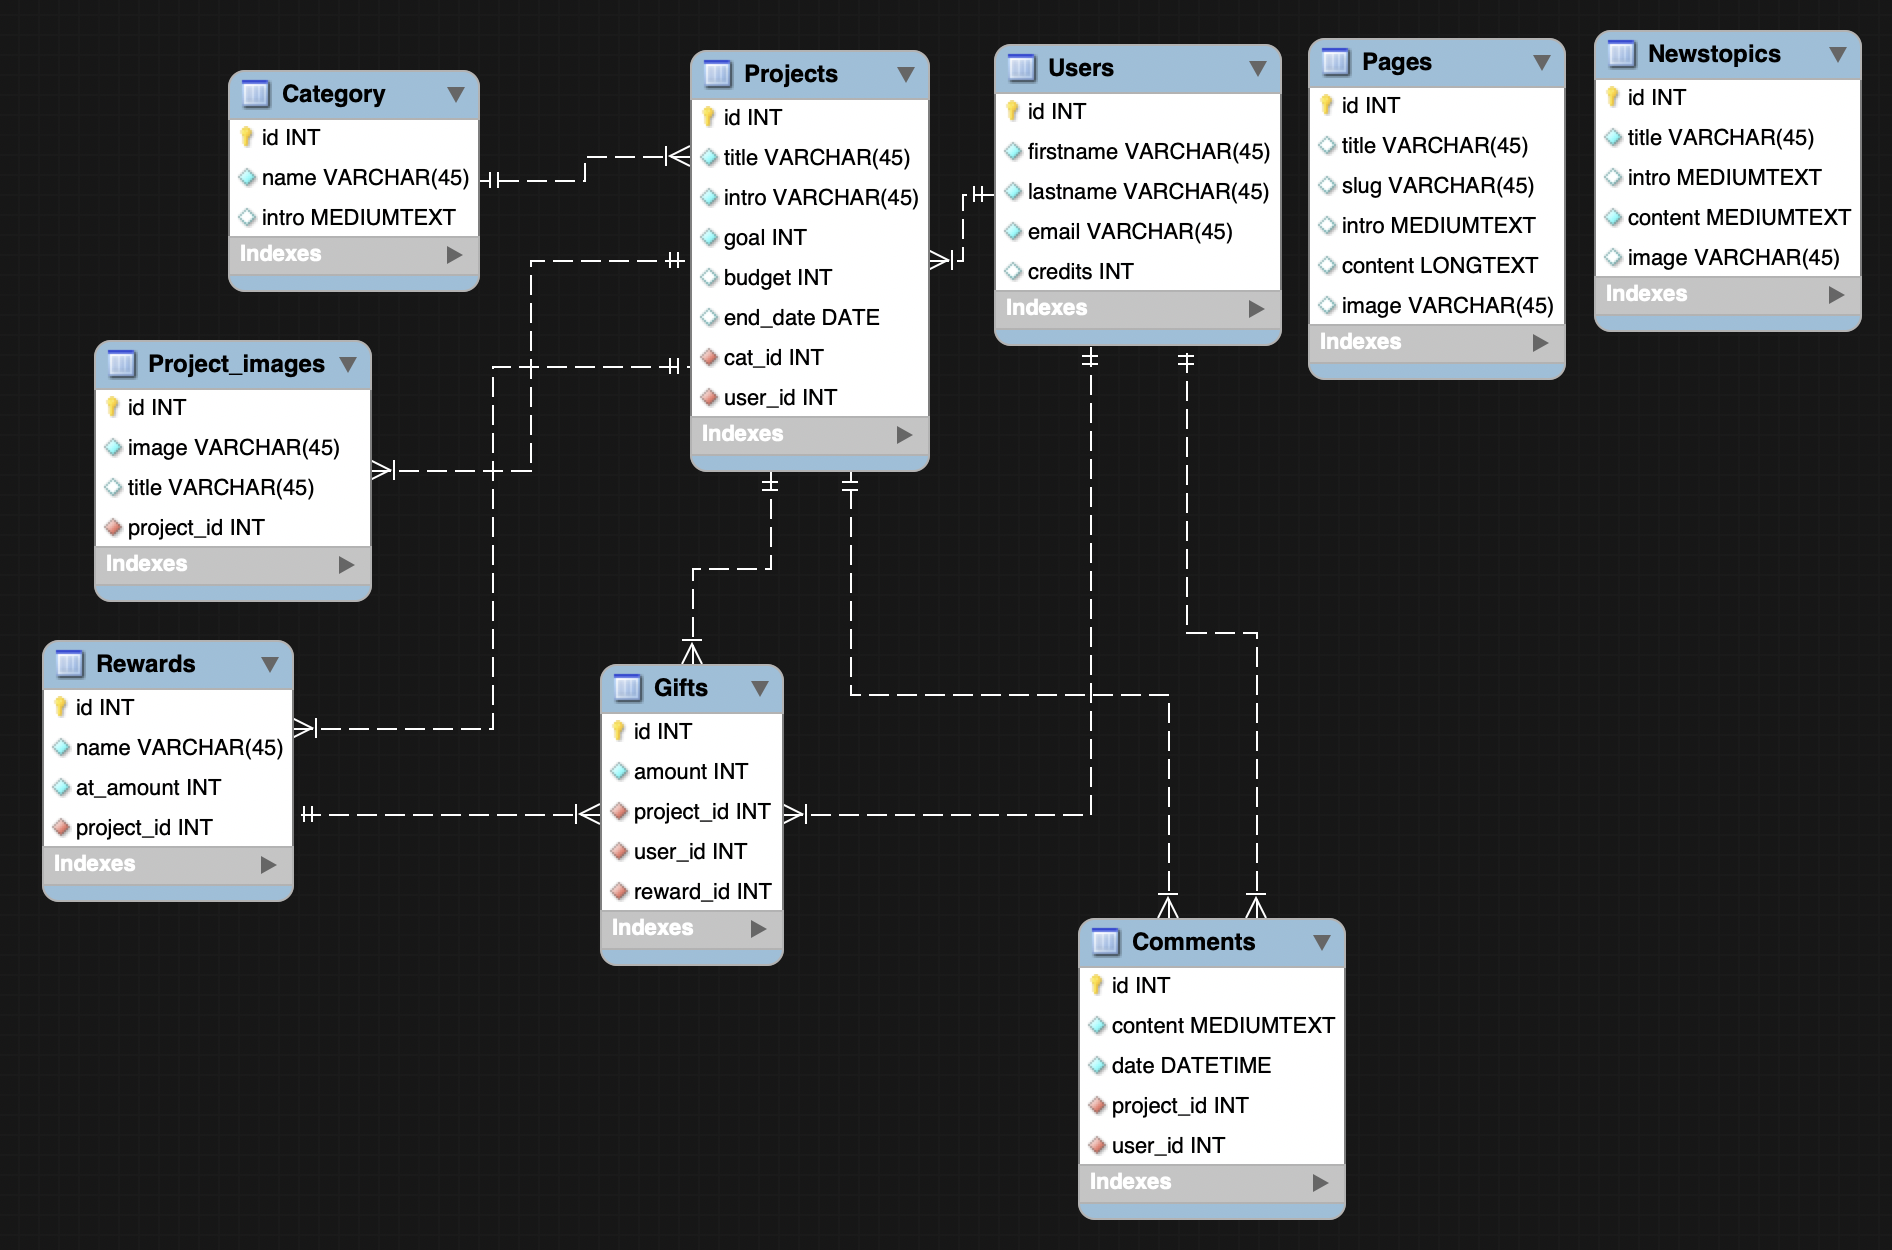 Category
id INT
name VARCHAR(45)
intro MEDIUMTEXT
Indexes
Projects
id INT
title VARCHAR(45)
intro VARCHAR(45)
goal INT
budget INT
end_date DATE
cat_id INT
user_id INT
Indexes
Users
id INT
firstname VARCHAR(45)
lastname VARCHAR(45)
email VARCHAR(45)
credits INT
Indexes
Pages
id INT
title VARCHAR(45)
slug VARCHAR(45)
intro MEDIUMTEXT
content LONGTEXT
image VARCHAR(45)
Indexes
Newstopics
id INT
title VARCHAR(45)
intro MEDIUMTEXT
content MEDIUMTEXT
image VARCHAR(45)
Indexes
Project_images
id INT
image VARCHAR(45)
title VARCHAR(45)
project_id INT
Indexes
Rewards
id INT
name VARCHAR(45)
at_amount INT
project_id INT
Indexes
Gifts
id INT
amount INT
project_id INT
user_id INT
reward_id INT
Indexes
Comments
id INT
content MEDIUMTEXT
date DATETIME
project_id INT
user_id INT
Indexes